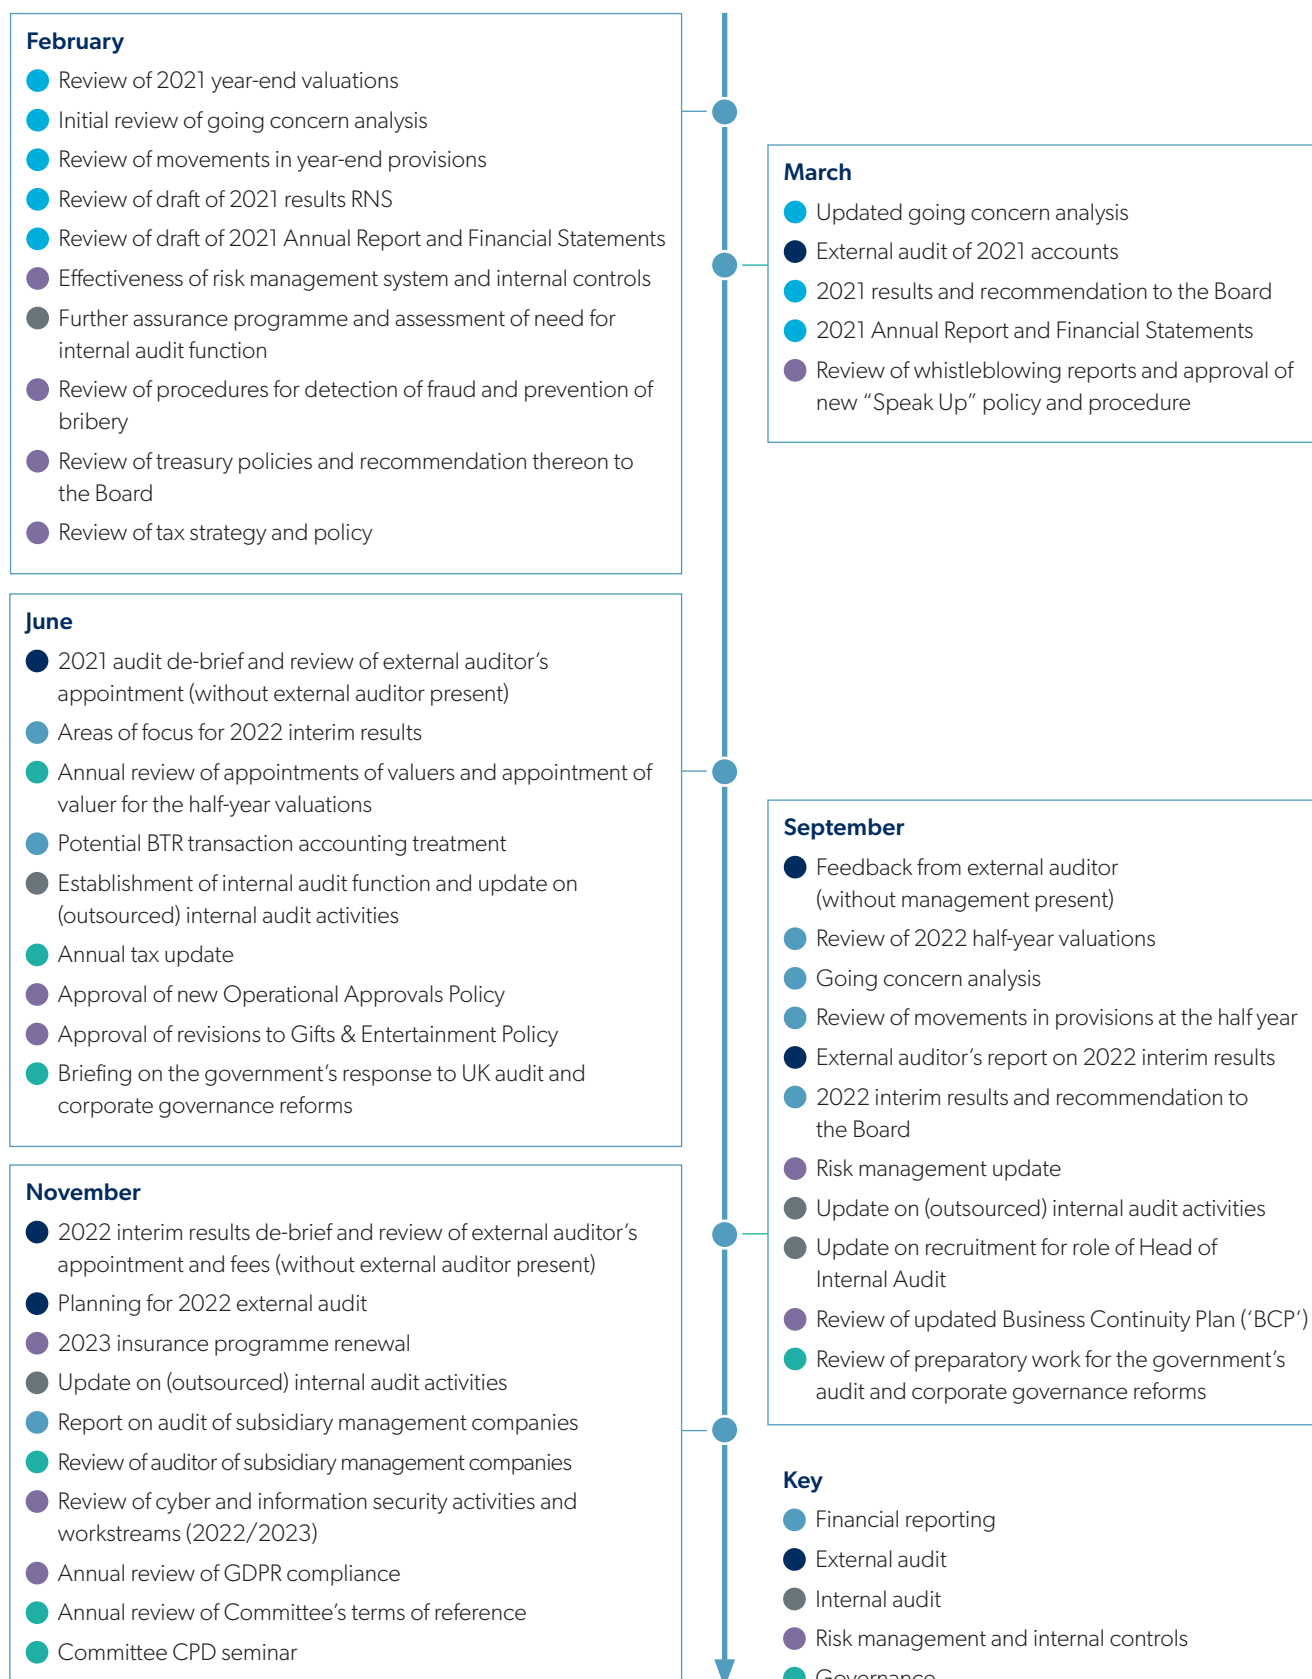 February
Review of 2021 year-end valuations
Initial review of going concern analysis
Review of movements in year-end provisions
Review of draft of 2021 results RNS
Review of draft of 2021 Annual Report and Financial Statements
Effectiveness of risk management system and internal controls
Further assurance programme and assessment of need for
internal audit function
Review of procedures for detection of fraud and prevention of
bribery
Review of treasury policies and recommendation thereon to
the Board
Review of tax strategy and policy
March
Updated going concern analysis
External audit of 2021 accounts
2021 results and recommendation to the Board
2021 Annual Report and Financial Statements
Review of whistleblowing reports and approval of
new “Speak Up” policy and procedure
June
2021 audit de-brief and review of external auditor’s
appointment (without external auditor present)
Areas of focus for 2022 interim results
Annual review of appointments of valuers and appointment of
valuer for the half-year valuations
Potential BTR transaction accounting treatment
Establishment of internal audit function and update on
(outsourced) internal audit activities
Annual tax update
Approval of new Operational Approvals Policy
Approval of revisions to Gifts & Entertainment Policy
Briefing on the government’s response to UK audit and
corporate governance reforms
September
Feedback from external auditor
(without management present)
Review of 2022 half-year valuations
Going concern analysis
Review of movements in provisions at the half year
External auditor’s report on 2022 interim results
2022 interim results and recommendation to
the Board
Risk management update
Update on (outsourced) internal audit activities
Update on recruitment for role of Head of
Internal Audit
Review of updated Business Continuity Plan (‘BCP’)
Review of preparatory work for the government’s
audit and corporate governance reforms
November
2022 interim results de-brief and review of external auditor’s
appointment and fees (without external auditor present)
Planning for 2022 external audit
2023 insurance programme renewal
Update on (outsourced) internal audit activities
Report on audit of subsidiary management companies
Review of auditor of subsidiary management companies
Review of cyber and information security activities and
workstreams (2022/2023)
Annual review of GDPR compliance
Annual review of Committee’s terms of reference
Committee CPD seminar
Key
Financial reporting
External audit
Internal audit
Risk management and internal controls
Governance